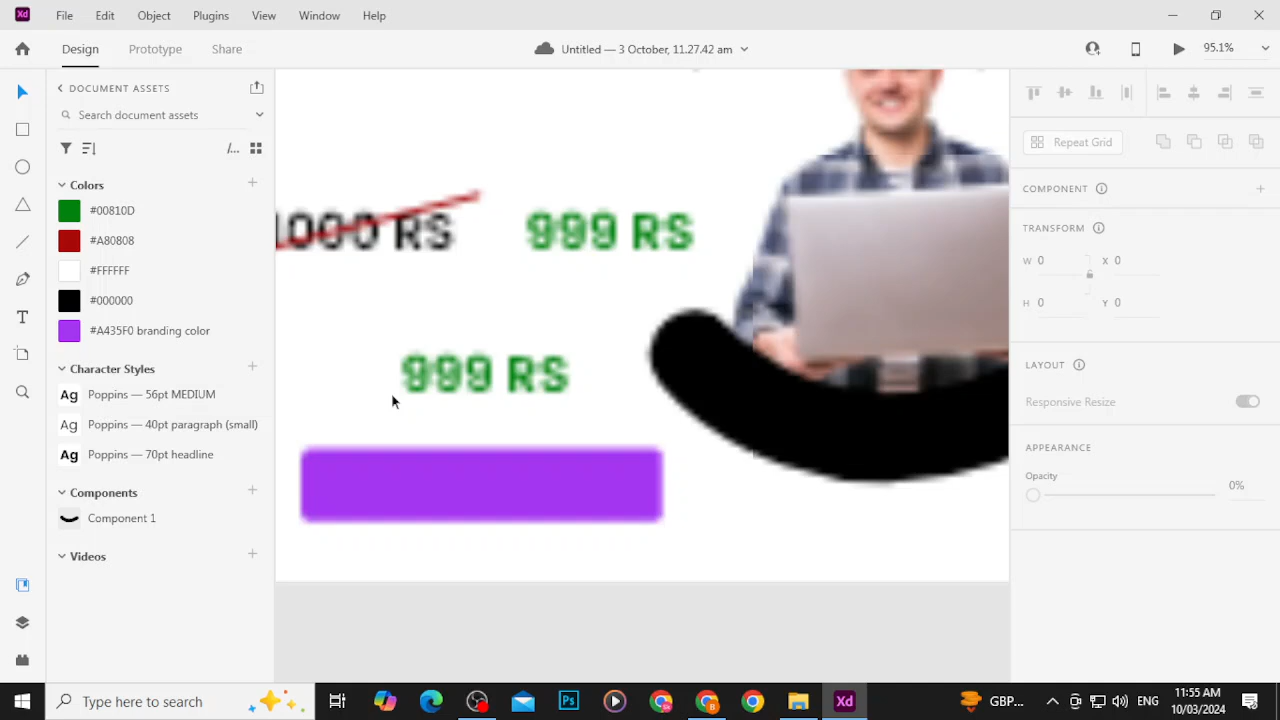 Xd File Edit Object Plugins View Window Help
Design Prototype Share Untitled — 3 October, 11.27.42 am 95.1%
DOCUMENT ASSETS
Search document assets
/...
Repeat Grid
Colors
#00810D
#A80808
#FFFFFF
#000000
#A435F0 branding color
Character Styles
Ag Poppins — 56pt MEDIUM
Ag Poppins — 40pt paragraph (small)
Ag Poppins — 70pt headline
Components
Component 1
Videos
T
1000 RS 999 RS
999 RS
COMPONENT
TRANSFORM
W 0 X 0
H 0 Y 0
LAYOUT
Responsive Resize
APPEARANCE
Opacity
0%
Type here to search Ps Xd GBP... ENG 11:55 AM
10/03/2024